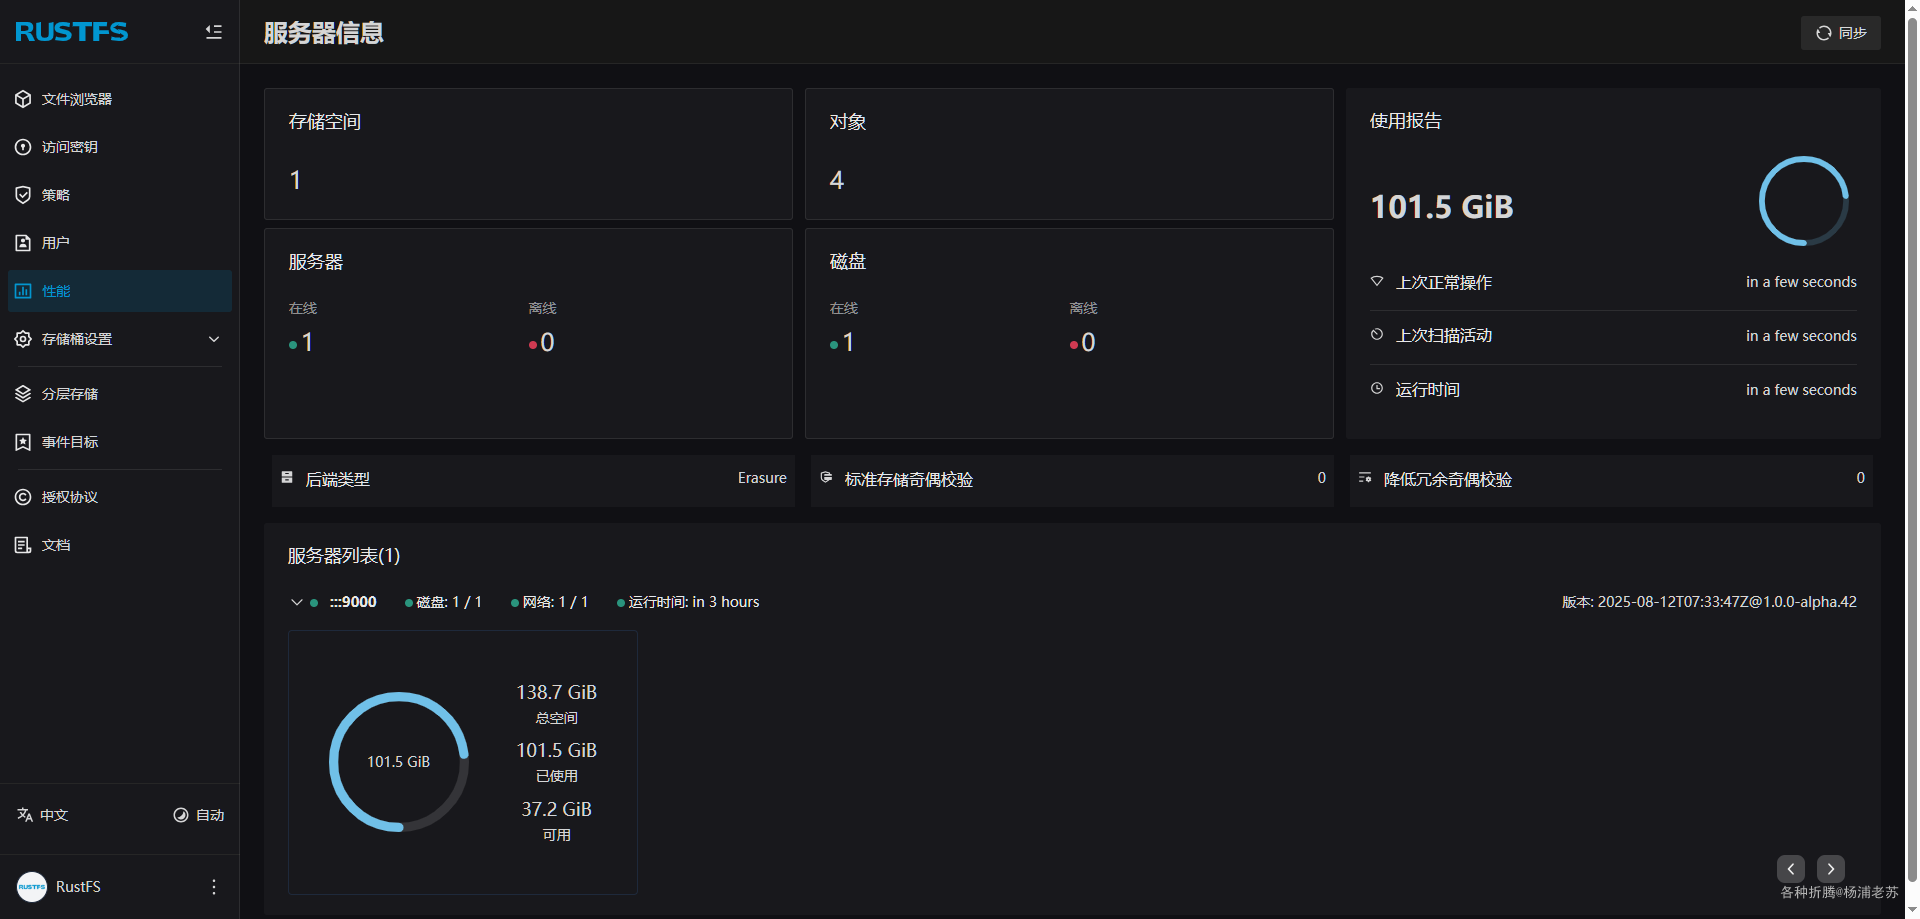 RUSTFS
文件浏览器
访问密钥
策略
用户
性能
存储桶设置
分层存储
事件目标
授权协议
文档
中文
自动
RUSTFS
RustFS
服务器信息
同步
存储空间
1
对象
4
服务器
在线
离线
1
0
磁盘
在线
离线
1
0
使用报告
101.5 GiB
上次正常操作 in a few seconds
上次扫描活动 in a few seconds
运行时间 in a few seconds
后端类型 Erasure
标准存储奇偶校验 0
降低冗余奇偶校验 0
服务器列表(1)
:::9000 磁盘: 1 / 1 网络: 1 / 1 运行时间: in 3 hours 版本: 2025-08-12T07:33:47Z@1.0.0-alpha.42
101.5 GiB
138.7 GiB
总空间
101.5 GiB
已使用
37.2 GiB
可用
各种折腾@杨浦老苏